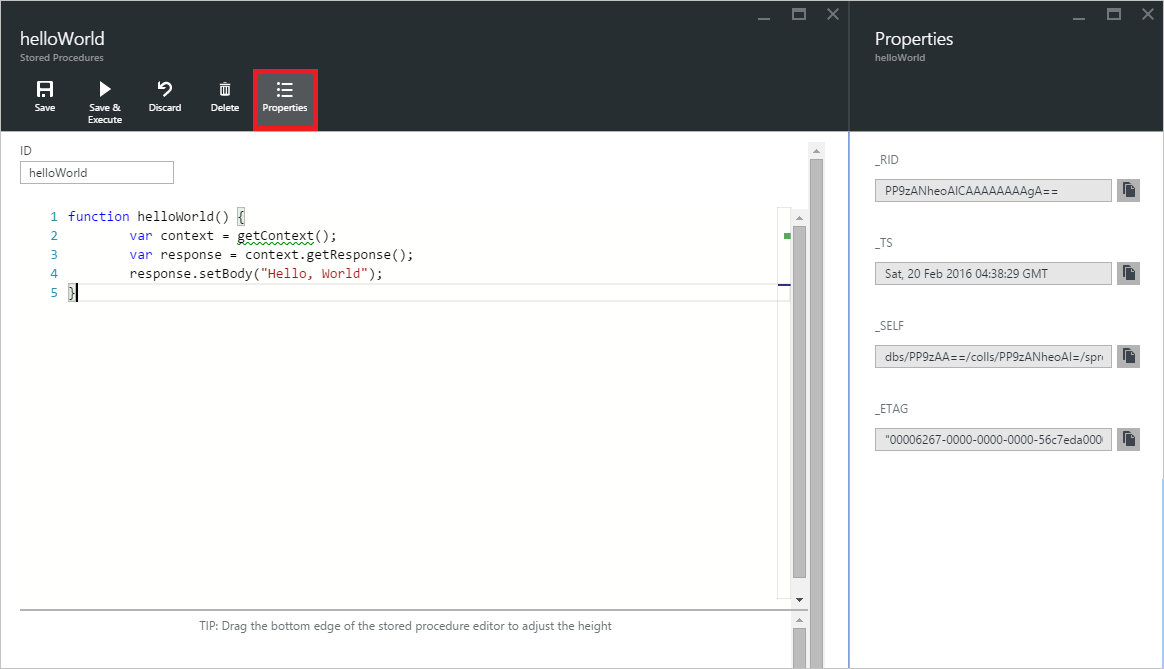 helloWorld
Stored Procedures
Save
Save &
Execute
Discard
Delete
Properties
ID
helloWorld
1 function helloWorld() {
2 var context = getContext();
3 var response = context.getResponse();
4 response.setBody("Hello, World");
5 }
TIP: Drag the bottom edge of the stored procedure editor to adjust the height
Properties
helloWorld
_RID
PP9zANheoAICAAAAAAAAgA==
_TS
Sat, 20 Feb 2016 04:38:29 GMT
_SELF
dbs/PP9zAA==/colls/PP9zANheoAI=/spro
_ETAG
"00006267-0000-0000-0000-56c7eda000